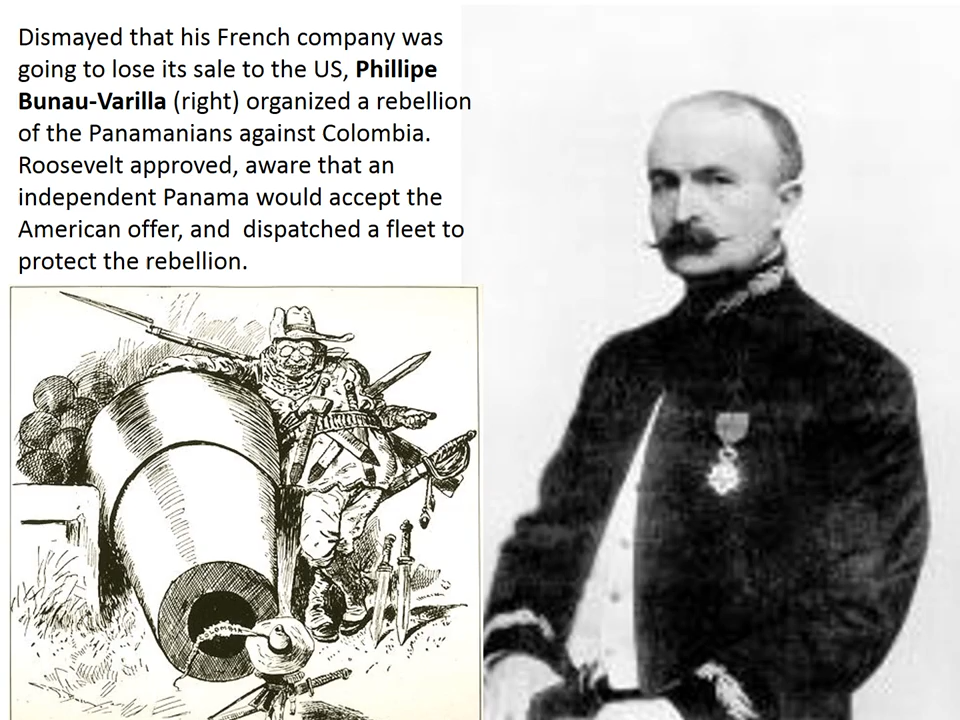 Dismayed that his French company was
going to lose its sale to the US, Phillipe
Bunau-Varilla (right) organized a rebellion
of the Panamanians against Colombia.
Roosevelt approved, aware that an
independent Panama would accept the
American offer, and  dispatched a fleet to
protect the rebellion.